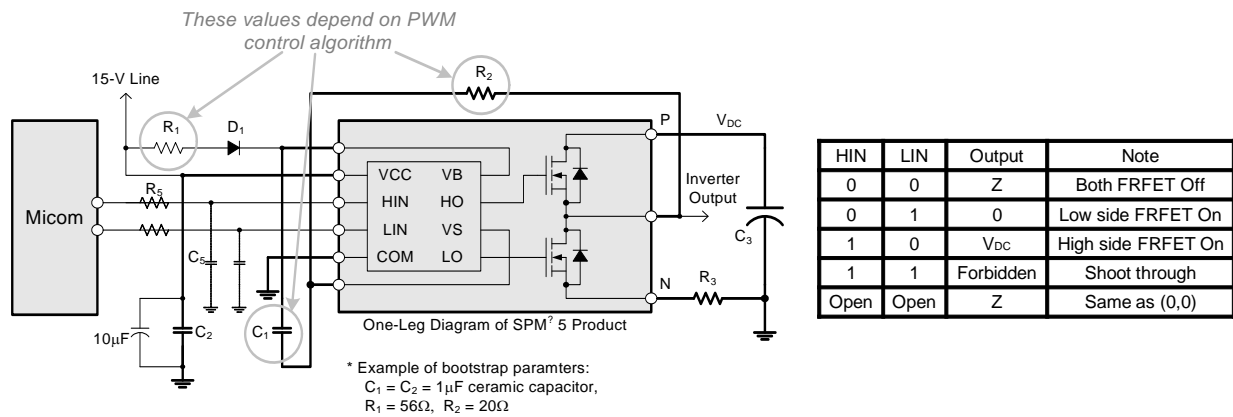 These values depend on PWM
control algorithm
R2
15-V Line
R1
D1
P
VDC
VCC
VB
R5
Micom
HIN
HO
Inverter
Output
LIN
VS
C5
COM
LO
C3
N
R3
10μF
C2
C1
One-Leg Diagram of SPM? 5 Product
* Example of bootstrap paramters:
C1 = C2 = 1μF ceramic capacitor,
R1 = 56Ω, R2 = 20Ω
HIN LIN Output Note
0 0 Z Both FRFET Off
0 1 0 Low side FRFET On
1 0 VDC High side FRFET On
1 1 Forbidden Shoot through
Open Open Z Same as (0,0)